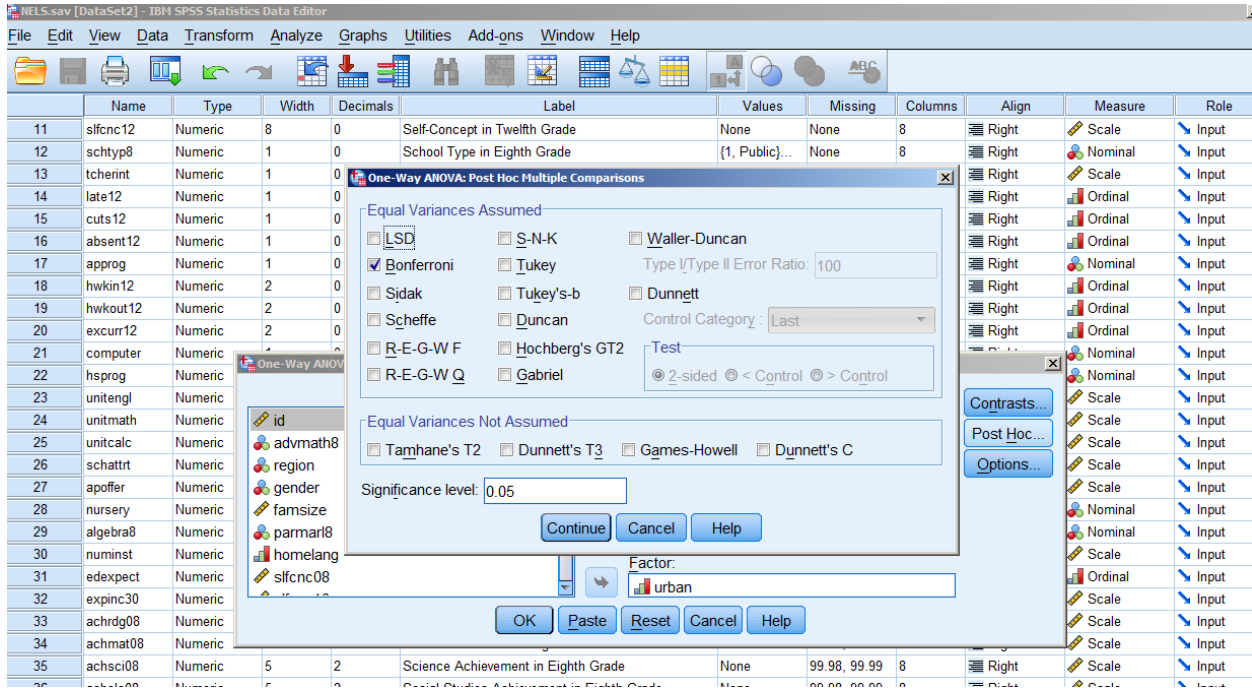 NELS.sav [DataSet2] - IBM SPSS Statistics Data Editor
File Edit View Data Transform Analyze Graphs Utilities Add-ons Window Help
Name Type Width Decimals Label Values Missing Columns Align Measure Role
11 slfcnc12 Numeric 8 0 Self-Concept in Twelfth Grade None None 8 Right Scale Input
12 schtyp8 Numeric 1 0 School Type in Eighth Grade {1, Public}... None 8 Right Nominal Input
13 tcherint Numeric 1 0 Right Scale Input
14 late12 Numeric 1 0 Right Ordinal Input
15 cuts12 Numeric 1 0 Right Ordinal Input
16 absent12 Numeric 1 0 Right Ordinal Input
17 approg Numeric 1 0 Right Nominal Input
18 hwkin12 Numeric 2 0 Right Ordinal Input
19 hwkout12 Numeric 2 0 Right Ordinal Input
20 excurr12 Numeric 2 0 Right Ordinal Input
21 computer Numeric Nominal Input
22 hsprog Numeric Nominal Input
23 unitengl Numeric Scale Input
24 unitmath Numeric Scale Input
25 unitcalc Numeric Scale Input
26 schattrt Numeric Scale Input
27 apoffer Numeric Scale Input
28 nursery Numeric Nominal Input
29 algebra8 Numeric Nominal Input
30 numinst Numeric Scale Input
31 edexpect Numeric Ordinal Input
32 expinc30 Numeric Scale Input
33 achrdg08 Numeric Scale Input
34 achmat08 Numeric Scale Input
35 achsci08 Numeric 5 2 Science Achievement in Eighth Grade None 99.98, 99.99 8 Right Scale Input
One-Way ANOVA: Post Hoc Multiple Comparisons
Equal Variances Assumed
LSD S-N-K Waller-Duncan
Bonferroni Tukey Type I/Type II Error Ratio: 100
Sidak Tukey's-b Dunnett
Scheffe Duncan Control Category : Last
R-E-G-W F Hochberg's GT2 Test
R-E-G-W Q Gabriel 2-sided < Control > Control
Equal Variances Not Assumed
Tamhane's T2 Dunnett's T3 Games-Howell Dunnett's C
Significance level: 0.05
Continue Cancel Help
One-Way ANOV
id
advmath8
region
gender
famsize
parmarl8
homelang
slfcnc08
Contrasts...
Post Hoc...
Options...
Factor:
urban
OK Paste Reset Cancel Help